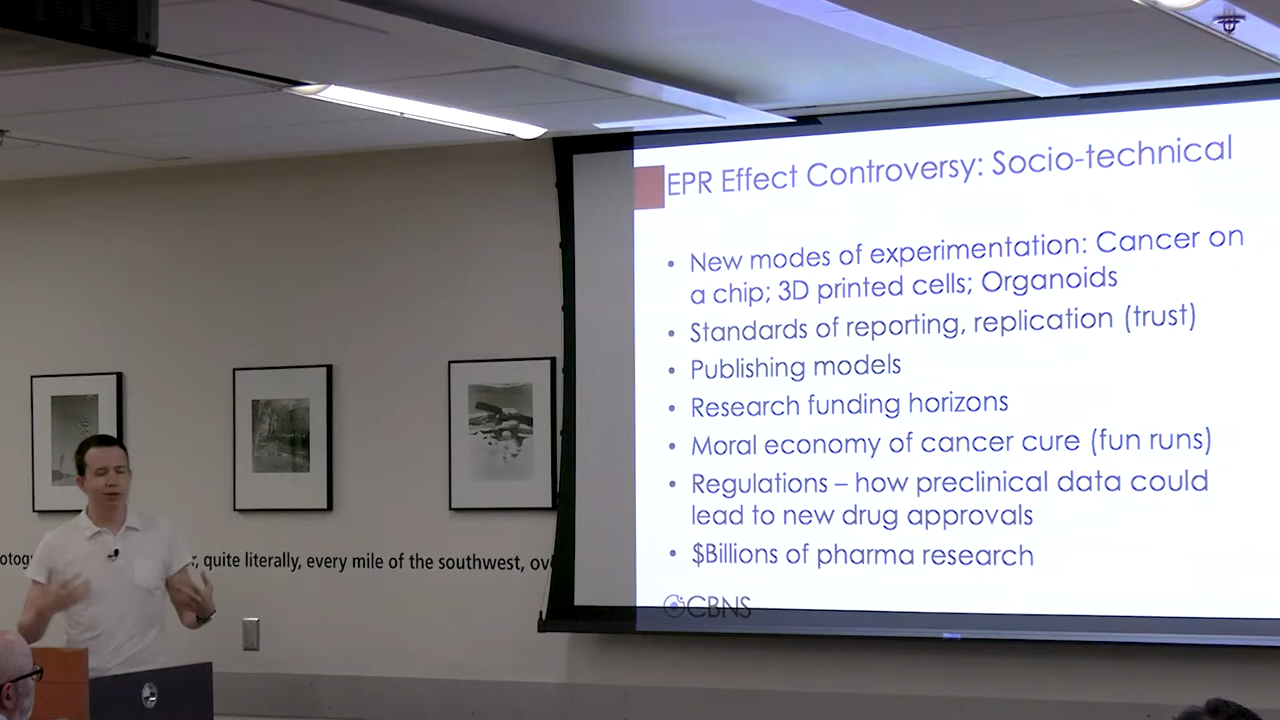 EPR Effect Controversy: Socio-technical
• New modes of experimentation: Cancer on
a chip; 3D printed cells; Organoids
• Standards of reporting, replication (trust)
• Publishing models
• Research funding horizons
• Moral economy of cancer cure (fun runs)
• Regulations – how preclinical data could
lead to new drug approvals
• $Billions of pharma research
CBNS
quite literally, every mile of the southwest,